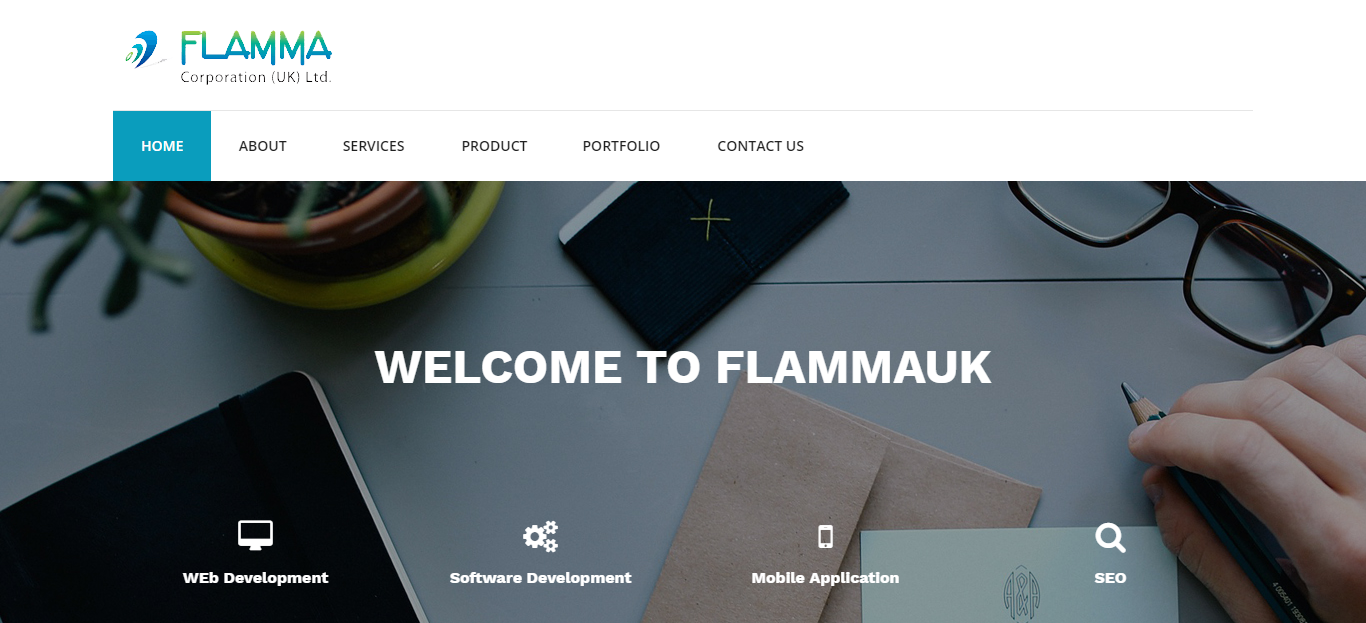 FLAMMA
Corporation (UK) Ltd.
HOME ABOUT SERVICES PRODUCT PORTFOLIO CONTACT US
WELCOME TO FLAMMAUK
WEb Development Software Development Mobile Application SEO
A&A